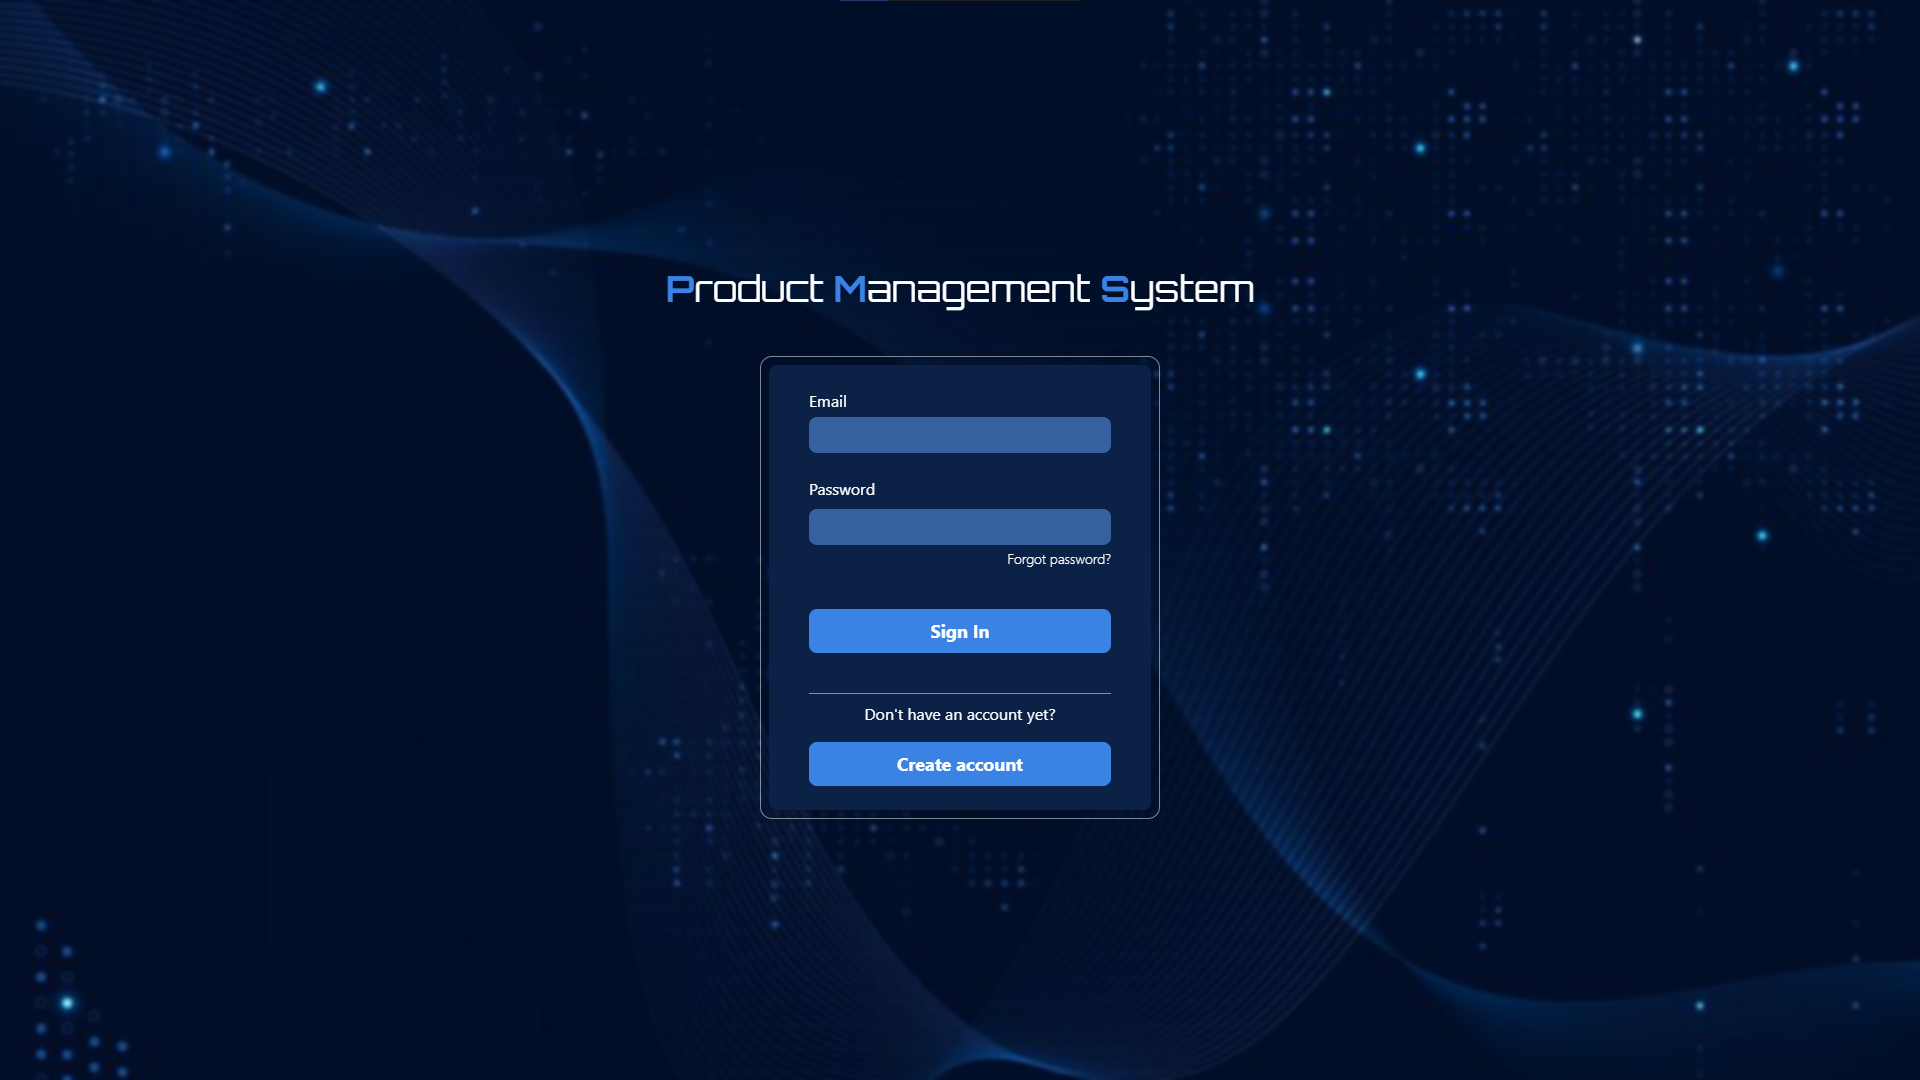 Product Management System
Email
Password
Forgot password?
Sign In
Don't have an account yet?
Create account